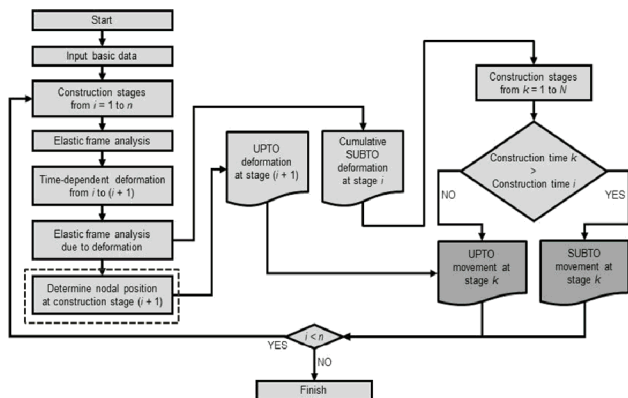 Start
Input basic data
Construction stages
from i = 1 to n
Elastic frame analysis
Time-dependent deformation
from i to (i + 1)
Elastic frame analysis
due to deformation
Determine nodal position
at construction stage (i + 1)
UPTO
deformation
at stage (i + 1)
Cumulative
SUBTO
deformation
at stage i
Construction stages
from k = 1 to N
Construction time k
>
Construction time i
NO
YES
UPTO
movement at
stage k
SUBTO
movement at
stage k
i < n
YES
NO
Finish